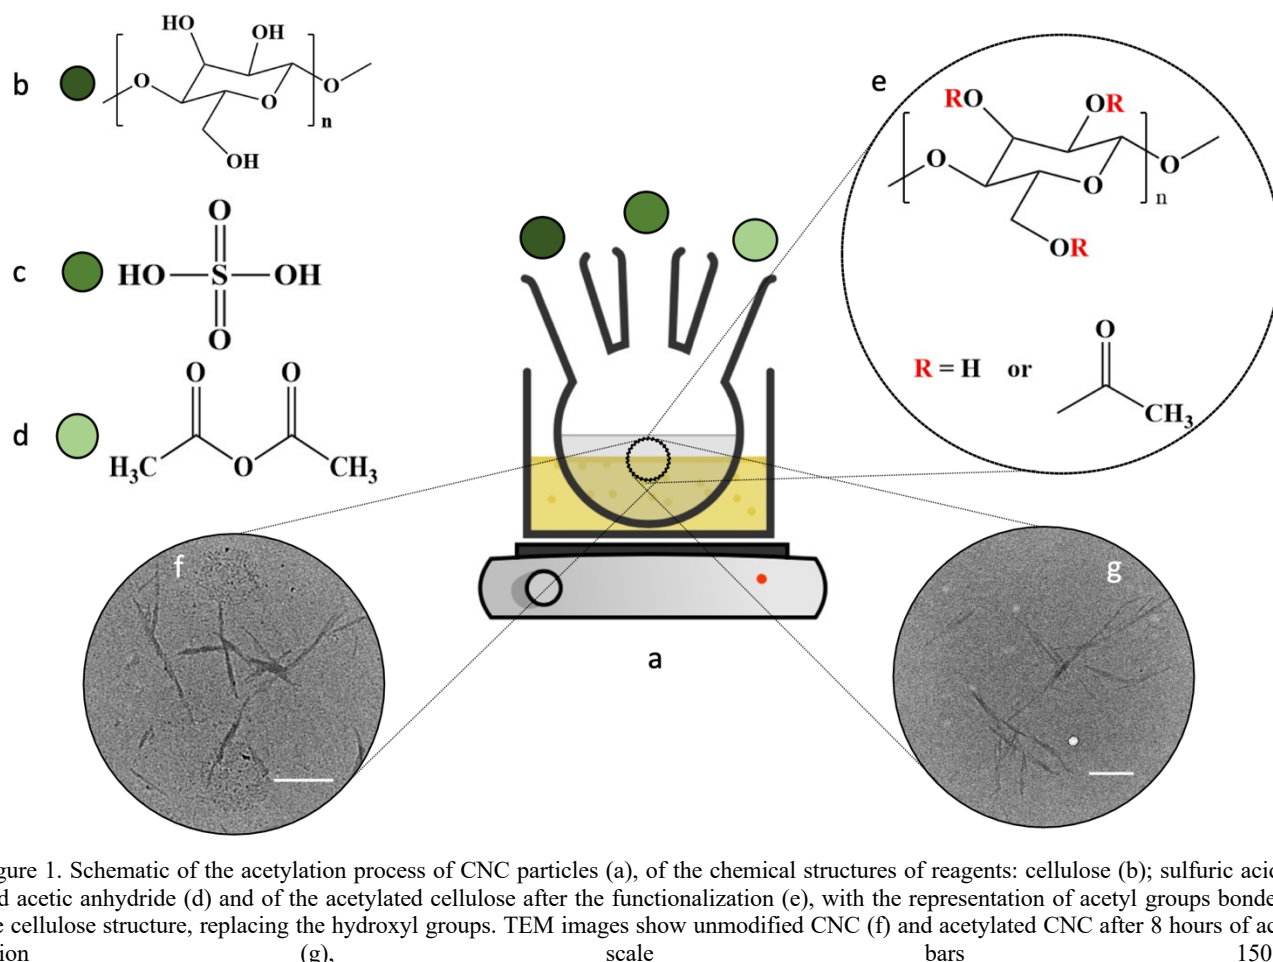 b
HO
OH
O
O
O
n
OH
c
O
HO
S
OH
O
d
O
O
H₃C
O
CH₃
a
e
RO
OR
O
O
O
n
OR
R = H or
O
CH₃
f
g
gure 1. Schematic of the acetylation process of CNC particles (a), of the chemical structures of reagents: cellulose (b); sulfuric acid
d acetic anhydride (d) and of the acetylated cellulose after the functionalization (e), with the representation of acetyl groups bonde
e cellulose structure, replacing the hydroxyl groups. TEM images show unmodified CNC (f) and acetylated CNC after 8 hours of ac
tion (g), scale bars 150